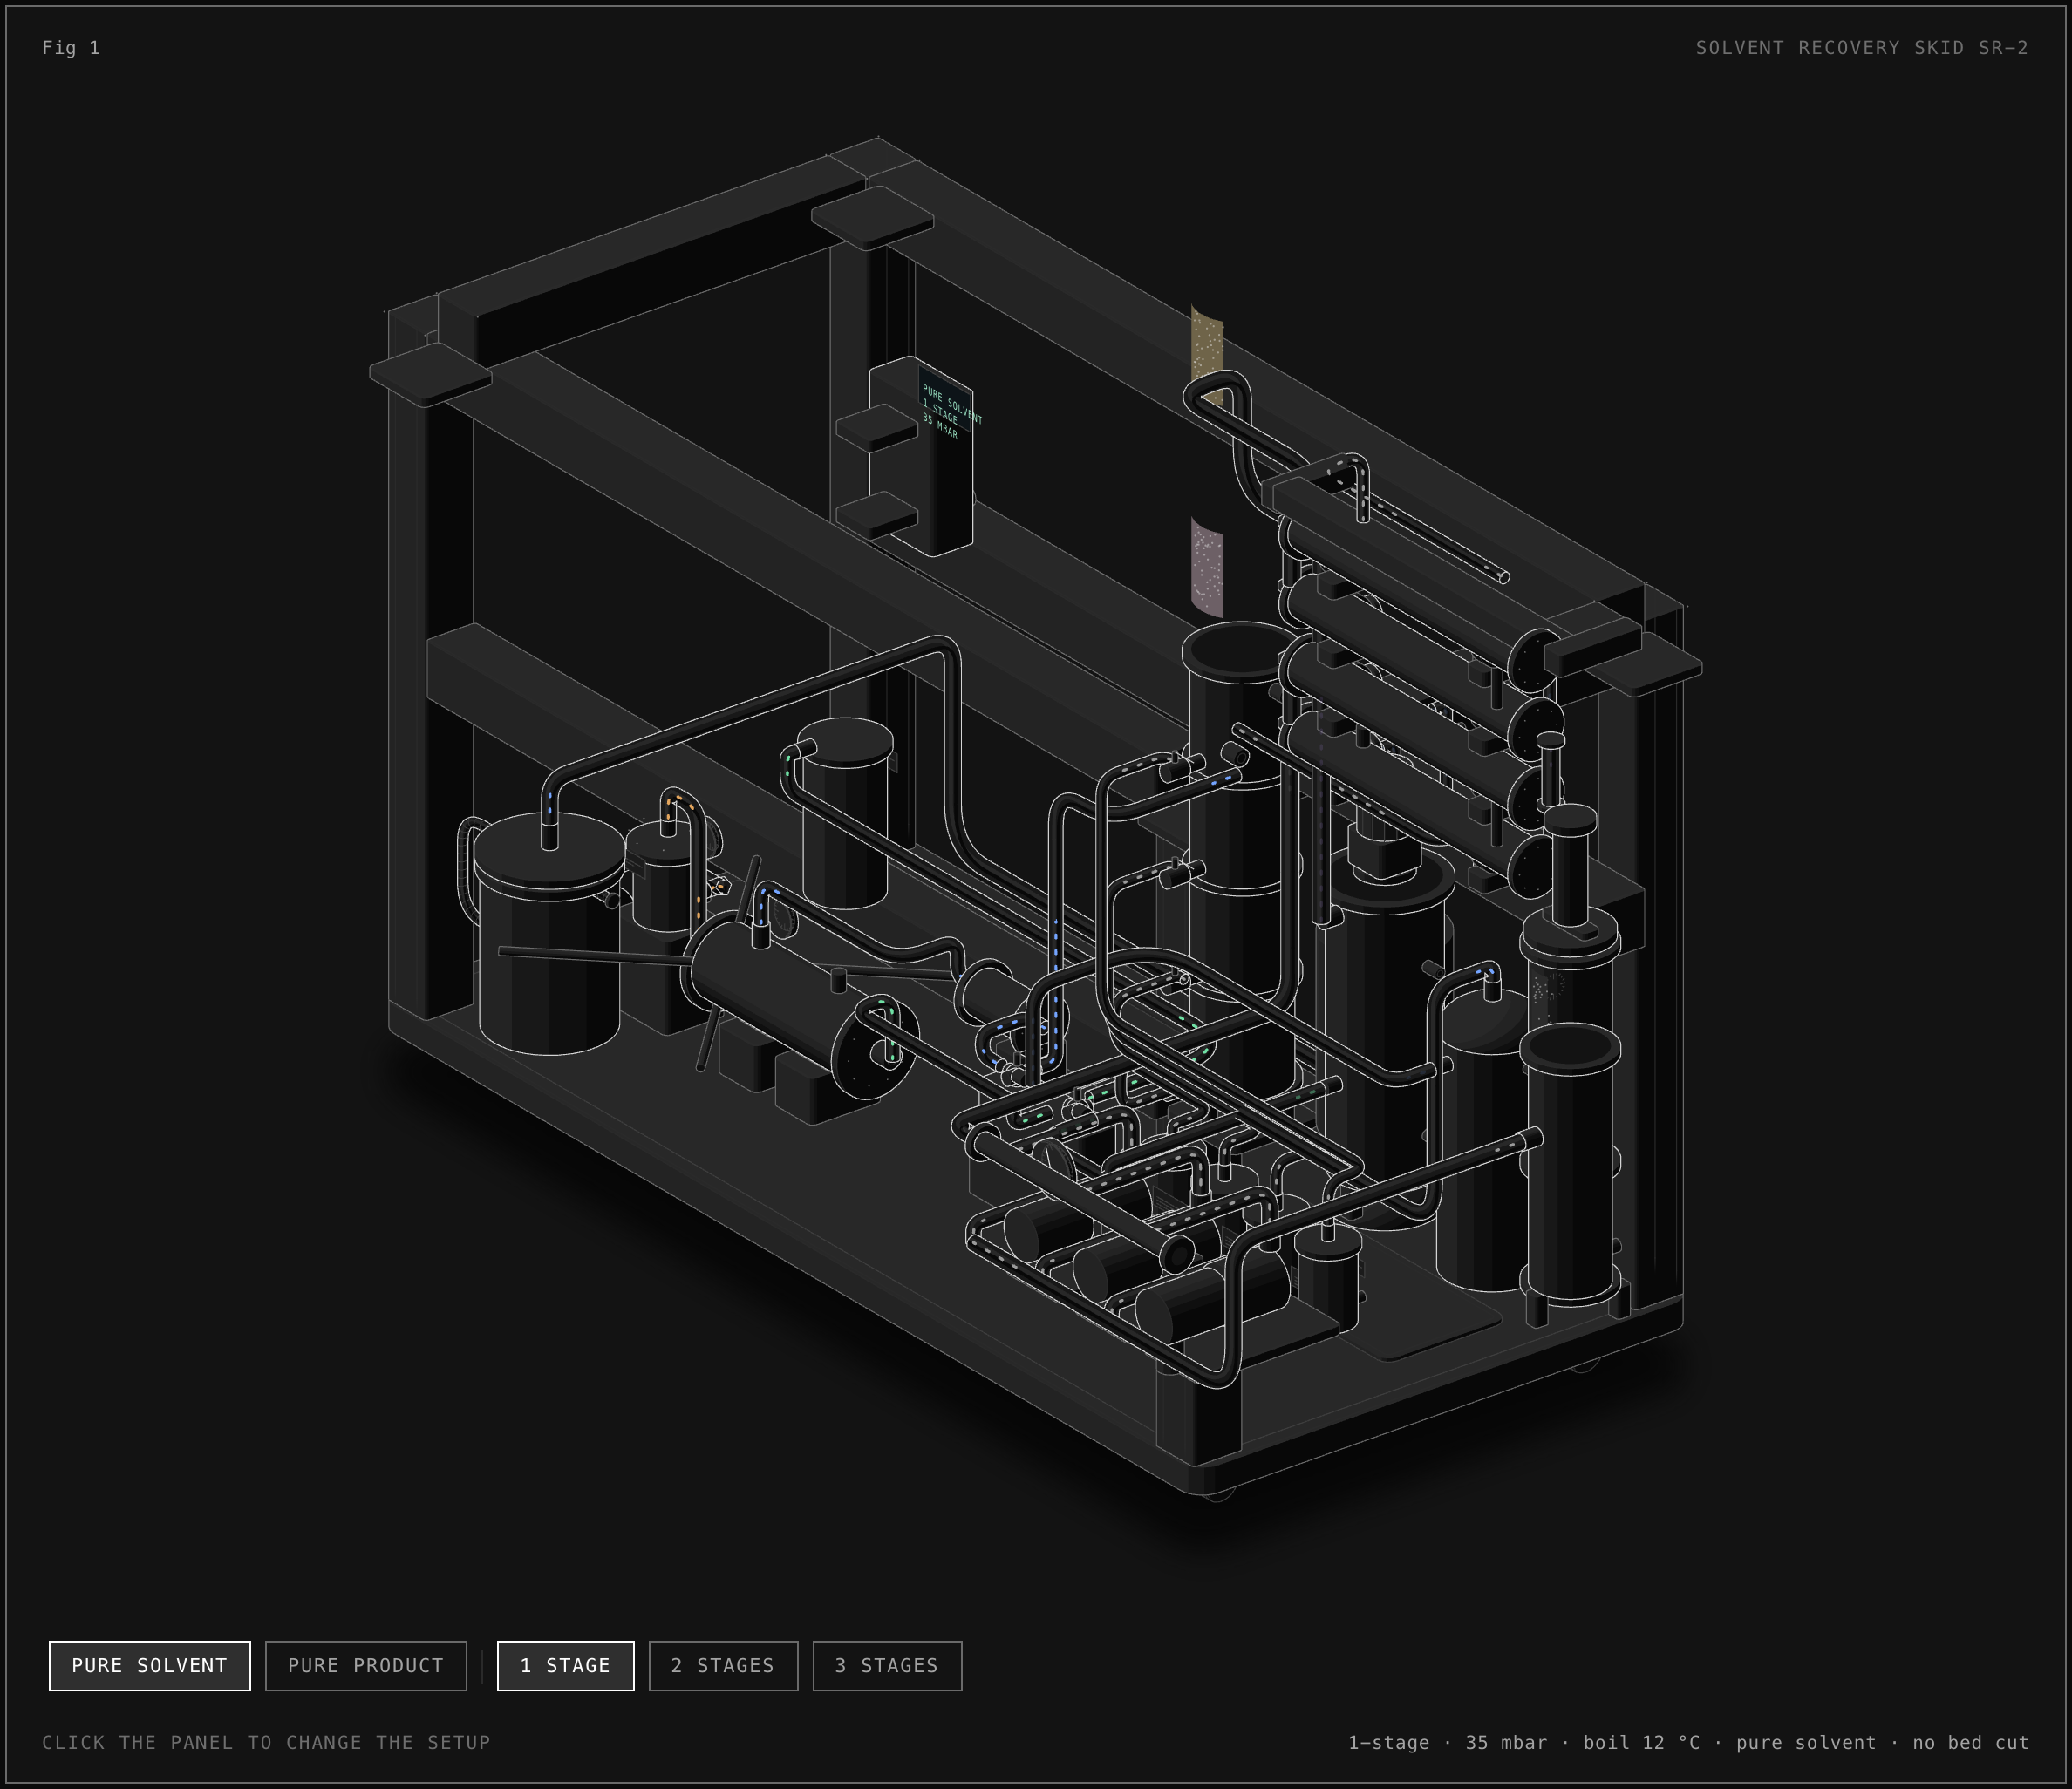 Fig 1
SOLVENT RECOVERY SKID SR−2
PURE SOLVENT
1 STAGE
35 MBAR
PURE SOLVENT
PURE PRODUCT
1 STAGE
2 STAGES
3 STAGES
CLICK THE PANEL TO CHANGE THE SETUP
1−stage · 35 mbar · boil 12 °C · pure solvent · no bed cut